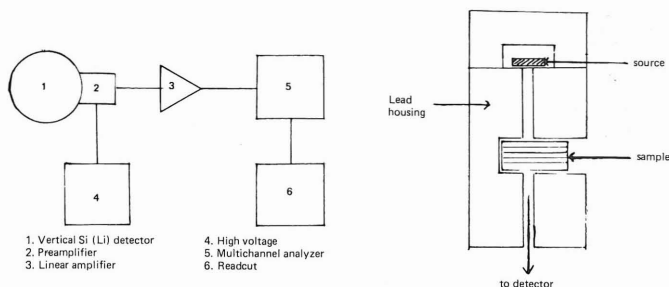 1
2
3
5
4
6
1. Vertical Si (Li) detector
2. Preamplifier
3. Linear amplifier
4. High voltage
5. Multichannel analyzer
6. Readcut
source
Lead
housing
sample
to detector